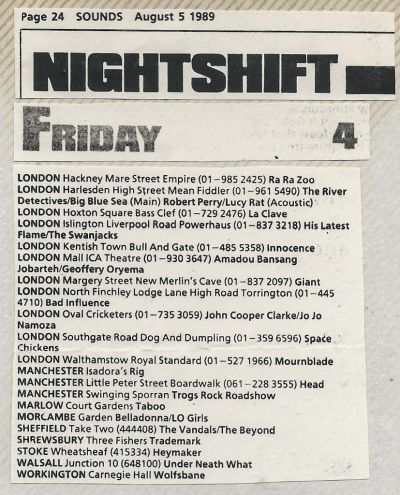 Page 24 SOUNDS August 5 1989
NIGHTSHIFT
FRIDAY 4
LONDON Hackney Mare Street Empire (01–985 2425) Ra Ra Zoo
LONDON Harlesden High Street Mean Fiddler (01–961 5490) The River
Detectives/Big Blue Sea (Main) Robert Perry/Lucy Rat (Acoustic)
LONDON Hoxton Square Bass Clef (01–729 2476) La Clave
LONDON Islington Liverpool Road Powerhaus (01–837 3218) His Latest
Flame/The Swanjacks
LONDON Kentish Town Bull And Gate (01–485 5358) Innocence
LONDON Mall ICA Theatre (01–930 3647) Amadou Bansang
Jobarteh/Geoffery Oryema
LONDON Margery Street New Merlin's Cave (01–837 2097) Giant
LONDON North Finchley Lodge Lane High Road Torrington (01–445
4710) Bad Influence
LONDON Oval Cricketers (01–735 3059) John Cooper Clarke/Jo Jo
Namoza
LONDON Southgate Road Dog And Dumpling (01–359 6596) Space
Chickens
LONDON Walthamstow Royal Standard (01–527 1966) Mournblade
MANCHESTER Isadora's Rig
MANCHESTER Little Peter Street Boardwalk (061–228 3555) Head
MANCHESTER Swinging Sporran Trogs Rock Roadshow
MARLOW Court Gardens Taboo
MORCAMBE Garden Belladonna/LO Girls
SHEFFIELD Take Two (444408) The Vandals/The Beyond
SHREWSBURY Three Fishers Trademark
STOKE Wheatsheaf (415334) Heymaker
WALSALL Junction 10 (648100) Under Neath What
WORKINGTON Carnegie Hall Wolfsbane